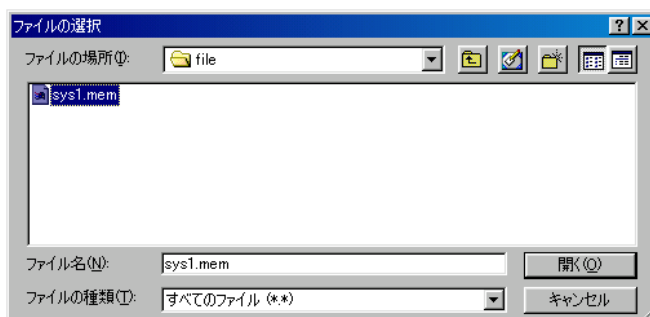 ファイルの選択
ファイルの場所(I): file
sys1.mem
ファイル名(N): sys1.mem 開く(O)
ファイルの種類(T): すべてのファイル (*.*) キャンセル